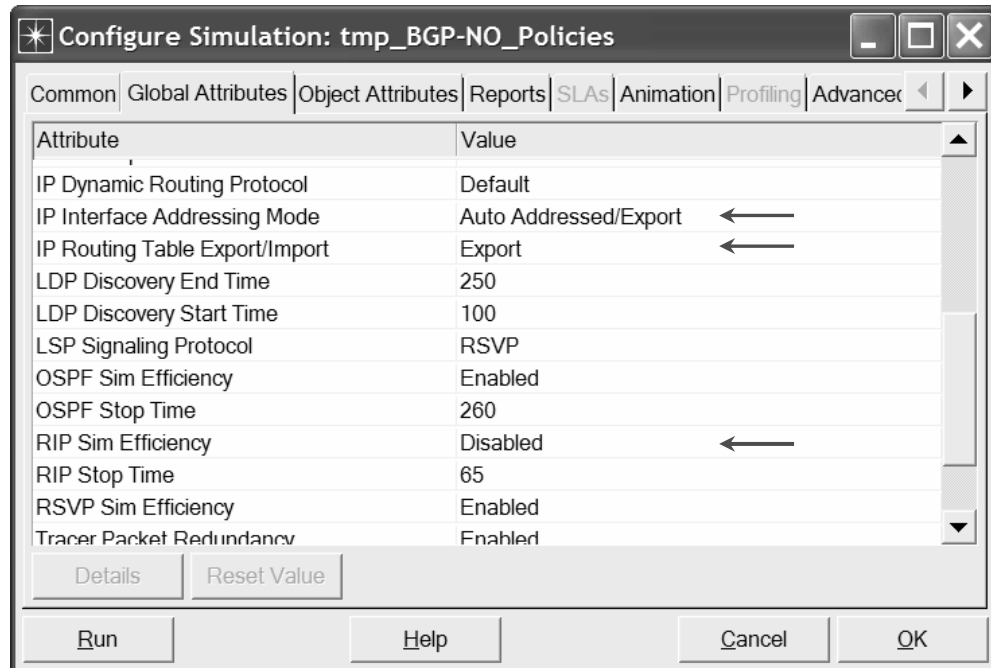 Configure Simulation: tmp_BGP-NO_Policies
Common Global Attributes Object Attributes Reports SLAs Animation Profiling Advanced
Attribute Value
IP Dynamic Routing Protocol Default
IP Interface Addressing Mode Auto Addressed/Export
IP Routing Table Export/Import Export
LDP Discovery End Time 250
LDP Discovery Start Time 100
LSP Signaling Protocol RSVP
OSPF Sim Efficiency Enabled
OSPF Stop Time 260
RIP Sim Efficiency Disabled
RIP Stop Time 65
RSVP Sim Efficiency Enabled
Tracer Packet Redundancy Enabled
Details Reset Value
Run Help Cancel OK